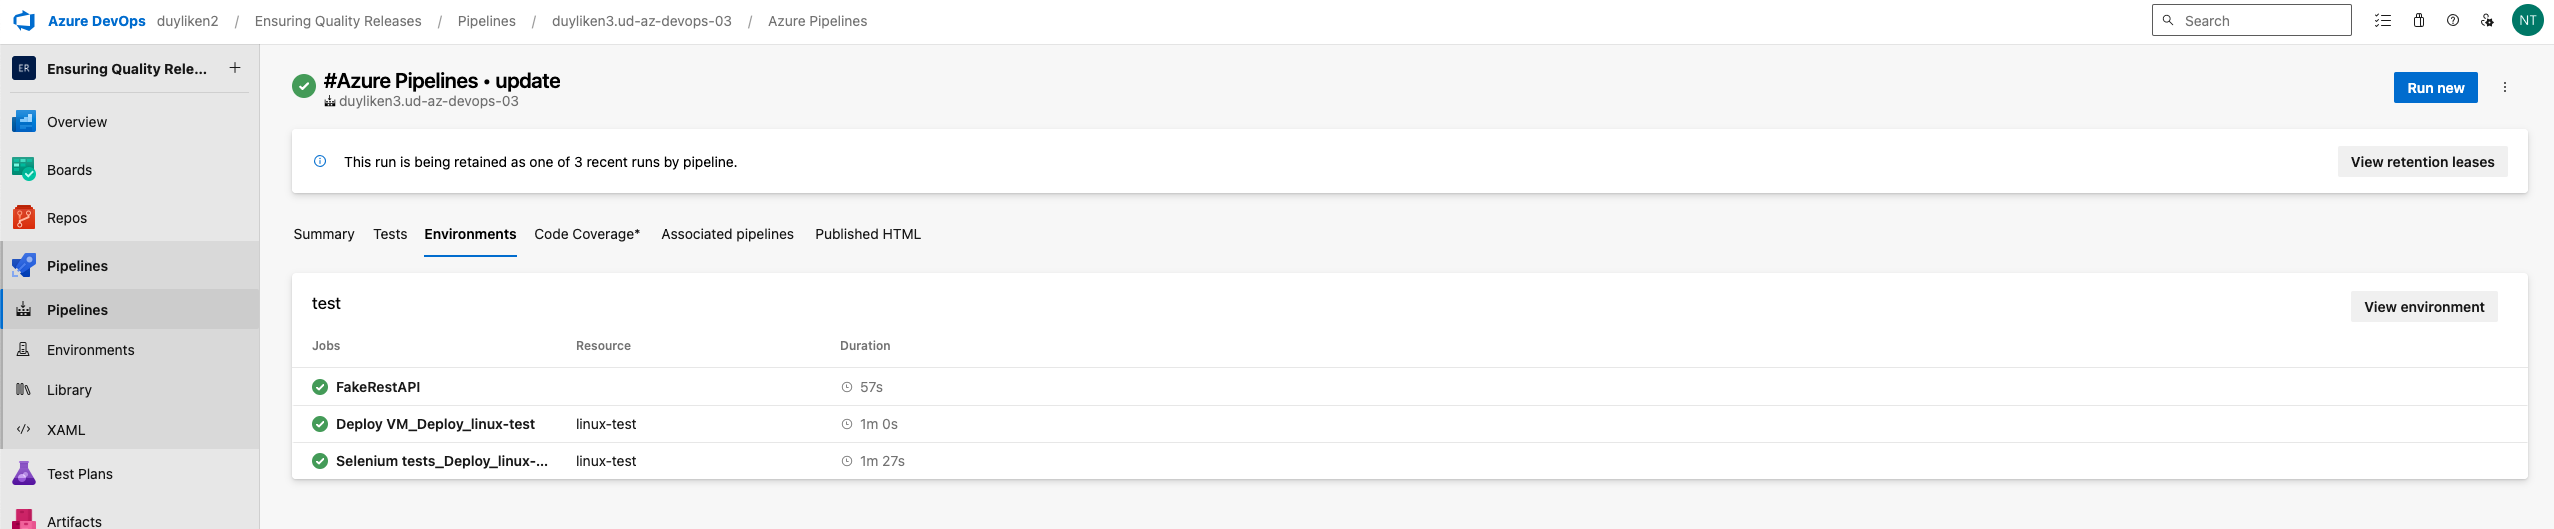 Azure DevOps duyliken2 / Ensuring Quality Releases / Pipelines / duyliken3.ud-az-devops-03 / Azure Pipelines
Search
NT
ER Ensuring Quality Rele... +
Overview
Boards
Repos
Pipelines
Pipelines
Environments
Library
XAML
Test Plans
Artifacts
#Azure Pipelines • update
duyliken3.ud-az-devops-03
Run new
This run is being retained as one of 3 recent runs by pipeline.
View retention leases
Summary Tests Environments Code Coverage* Associated pipelines Published HTML
test
View environment
Jobs Resource Duration
FakeRestAPI 57s
Deploy VM_Deploy_linux-test linux-test 1m 0s
Selenium tests_Deploy_linux-... linux-test 1m 27s